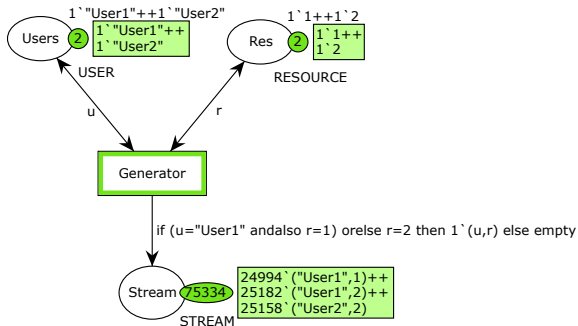 1`"User1"++1`"User2"
Users
2
1`"User1"++
1`"User2"
USER
1`1++1`2
Res
2
1`1++
1`2
RESOURCE
u
r
Generator
if (u="User1" andalso r=1) orelse r=2 then 1`(u,r) else empty
Stream
75334
24994`("User1",1)++
25182`("User1",2)++
25158`("User2",2)
STREAM